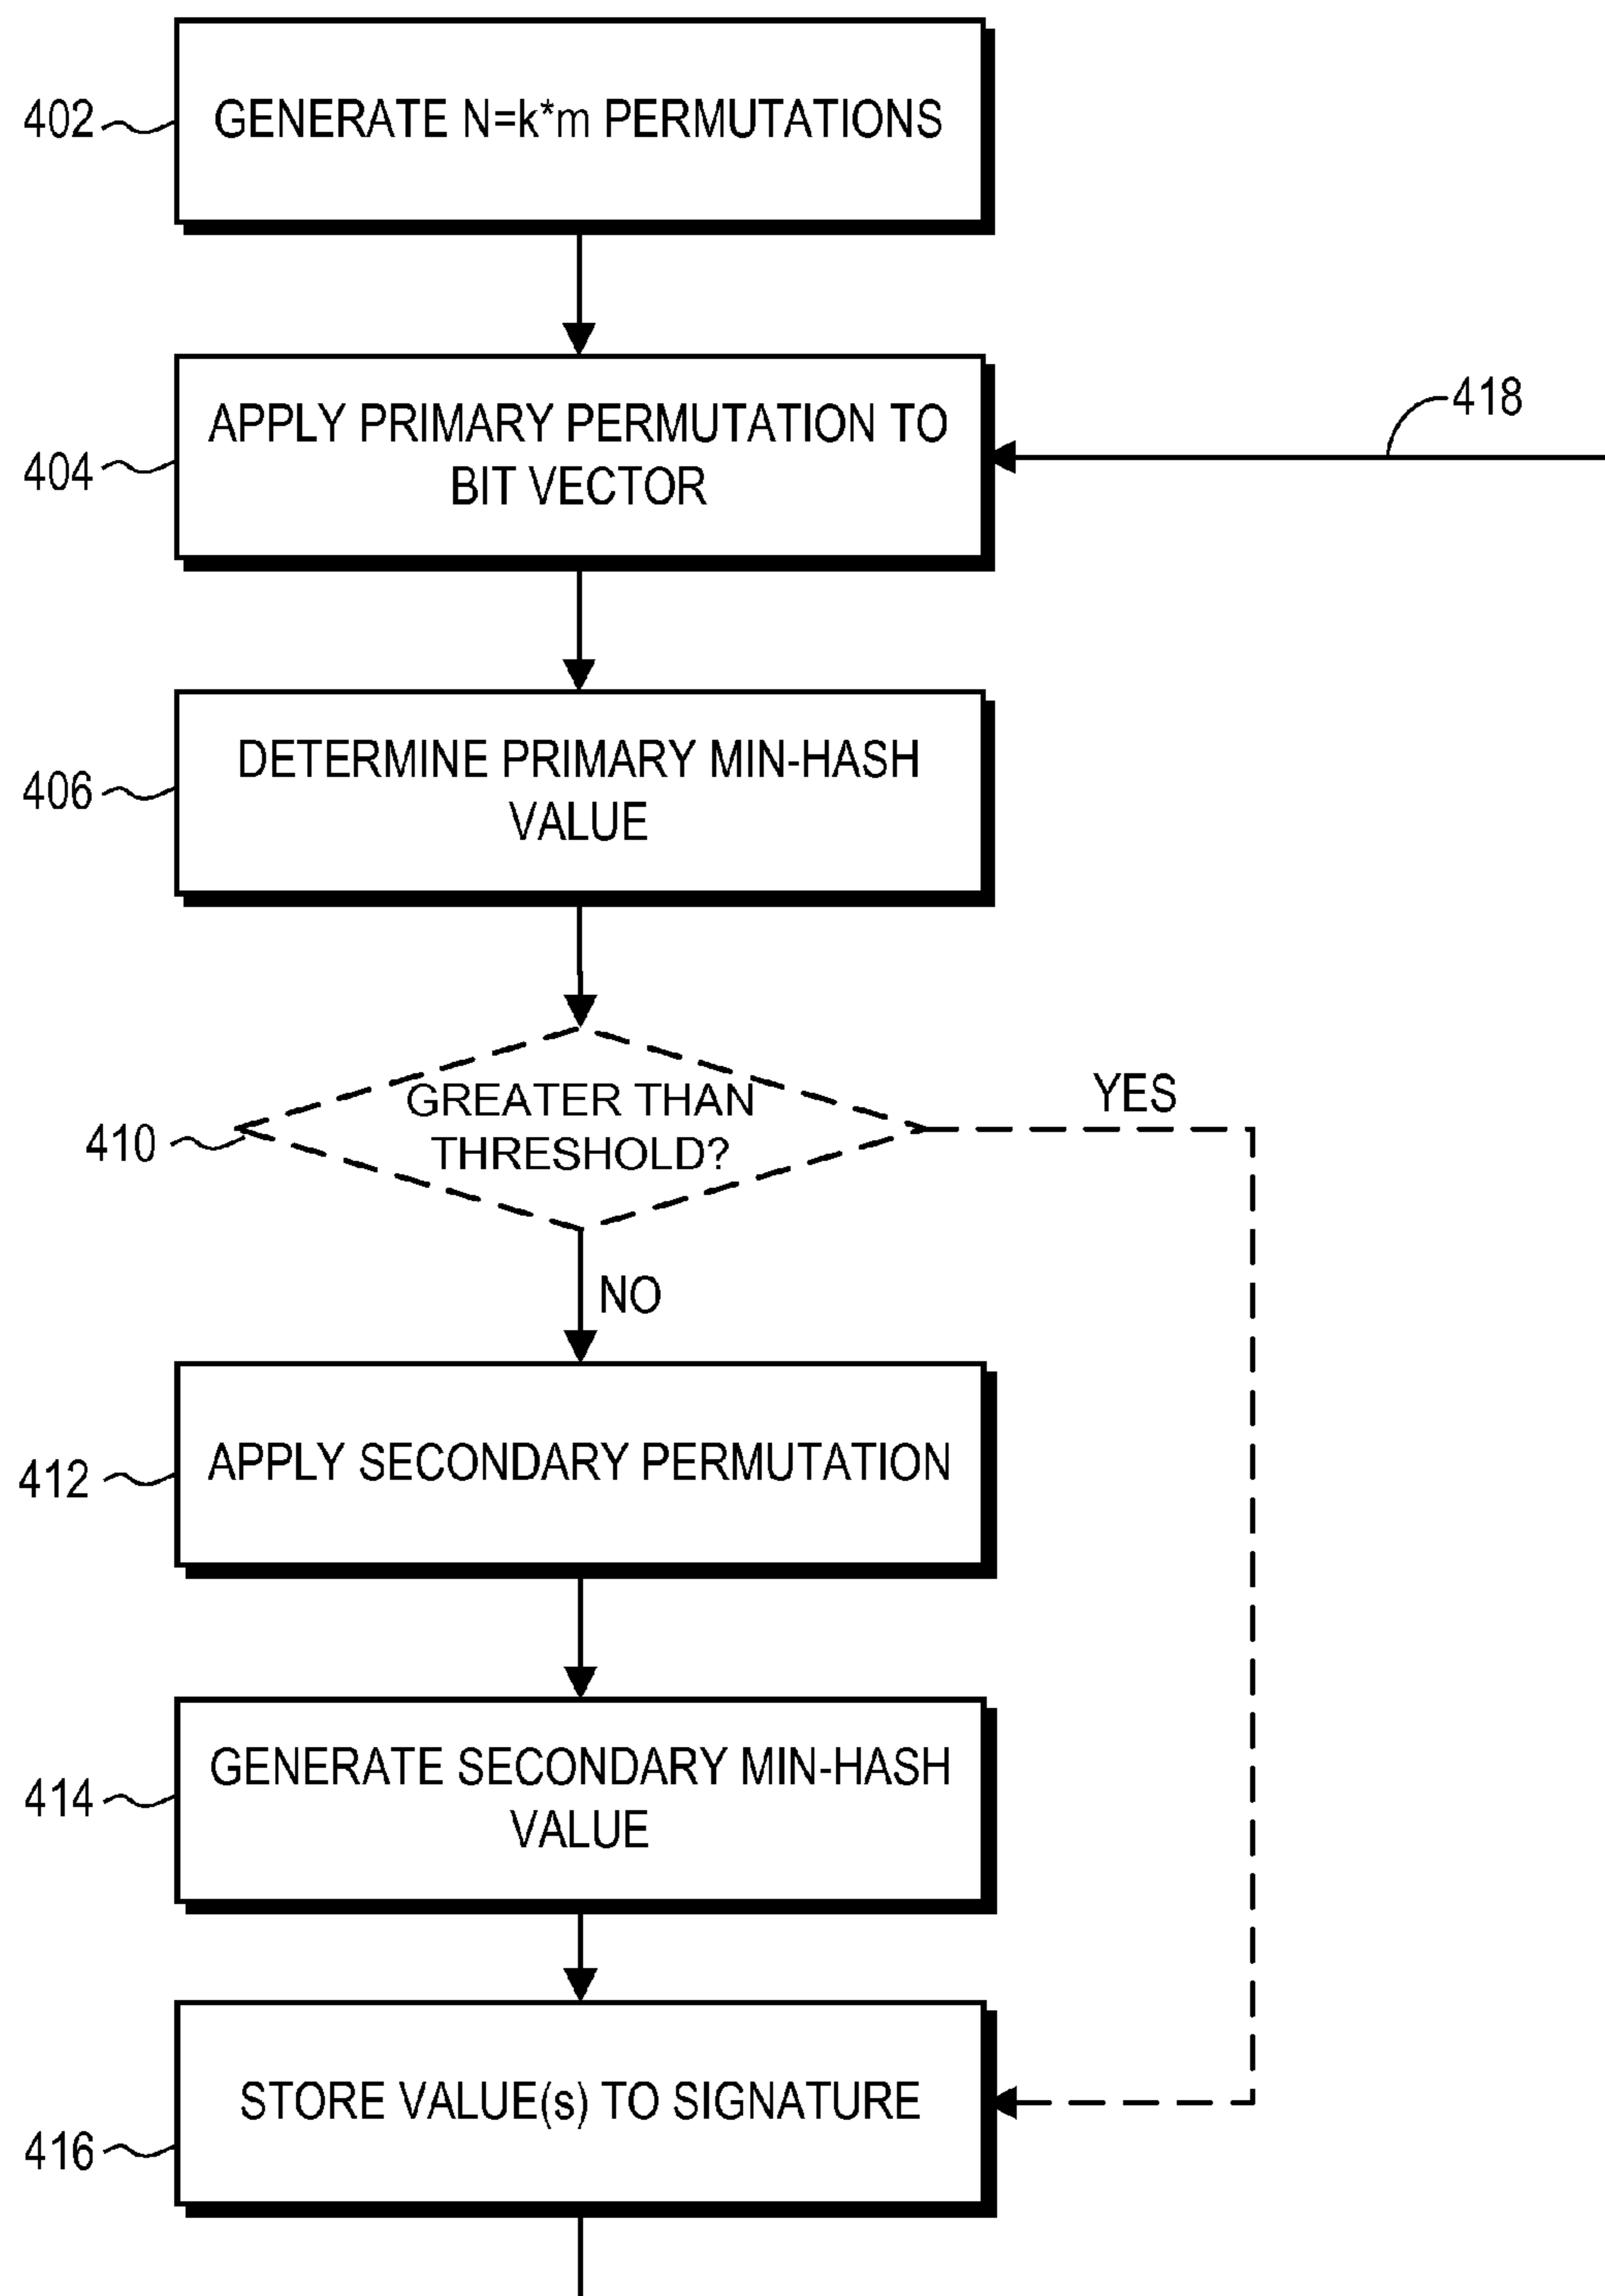 402
GENERATE N=k*m PERMUTATIONS
418
404
APPLY PRIMARY PERMUTATION TO
BIT VECTOR
406
DETERMINE PRIMARY MIN-HASH
VALUE
410
GREATER THAN
THRESHOLD?
YES
NO
412
APPLY SECONDARY PERMUTATION
414
GENERATE SECONDARY MIN-HASH
VALUE
416
STORE VALUE(s) TO SIGNATURE